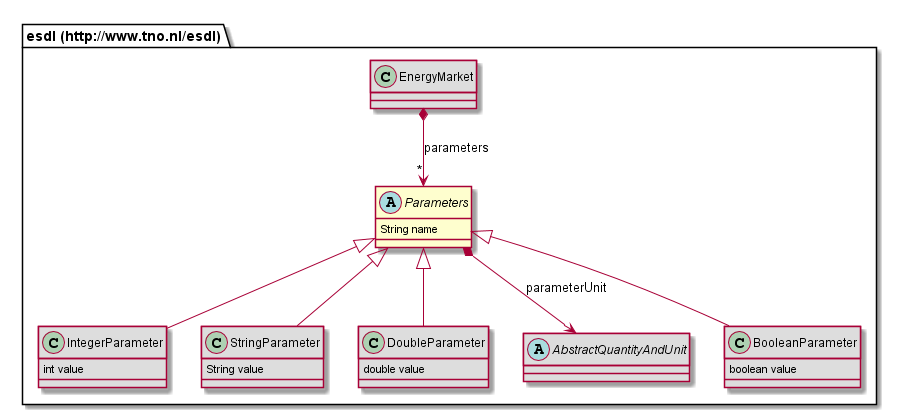 esdl (http://www.tno.nl/esdl)
C EnergyMarket
parameters
*
A Parameters
String name
parameterUnit
C IntegerParameter
int value
C StringParameter
String value
C DoubleParameter
double value
A AbstractQuantityAndUnit
C BooleanParameter
boolean value